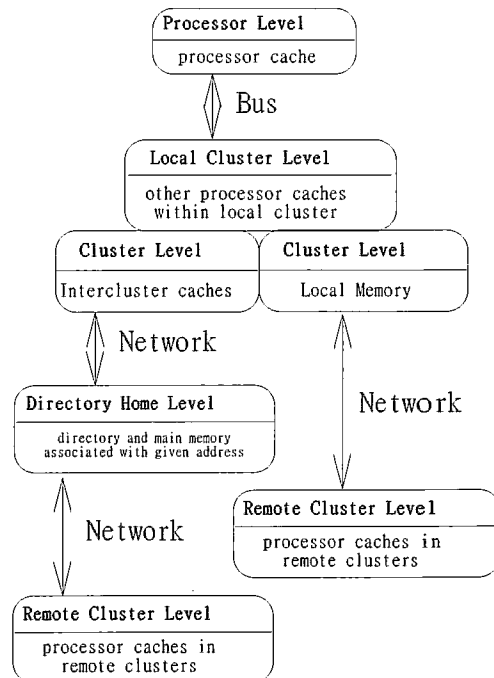 Processor Level
processor cache
Bus
Local Cluster Level
other processor caches
within local cluster
Cluster Level
Intercluster caches
Cluster Level
Local Memory
Network
Network
Directory Home Level
directory and main memory
associated with given address
Network
Remote Cluster Level
processor caches in
remote clusters
Remote Cluster Level
processor caches in
remote clusters